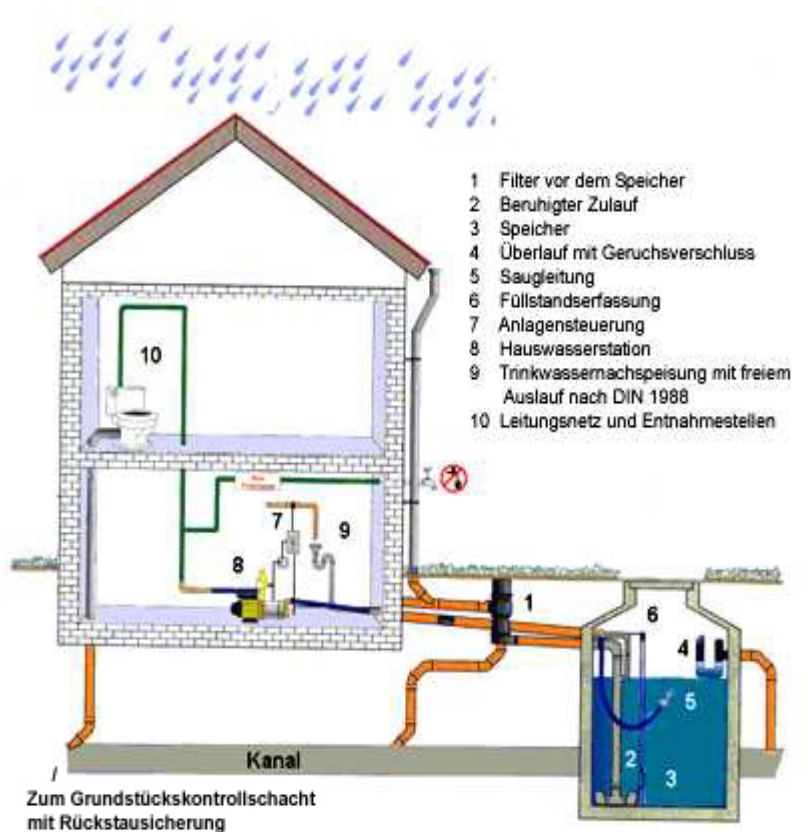 1 Filter vor dem Speicher
2 Beruhigter Zulauf
3 Speicher
4 Überlauf mit Geruchsverschluss
5 Saugleitung
6 Füllstandserfassung
7 Anlagensteuerung
8 Hauswasserstation
9 Trinkwassernachspeisung mit freiem
Auslauf nach DIN 1988
10 Leitungsnetz und Entnahmestellen
10
7
9
8
1
6
4
5
2
3
Kanal
/
Zum Grundstückskontrollschacht
mit Rückstausicherung